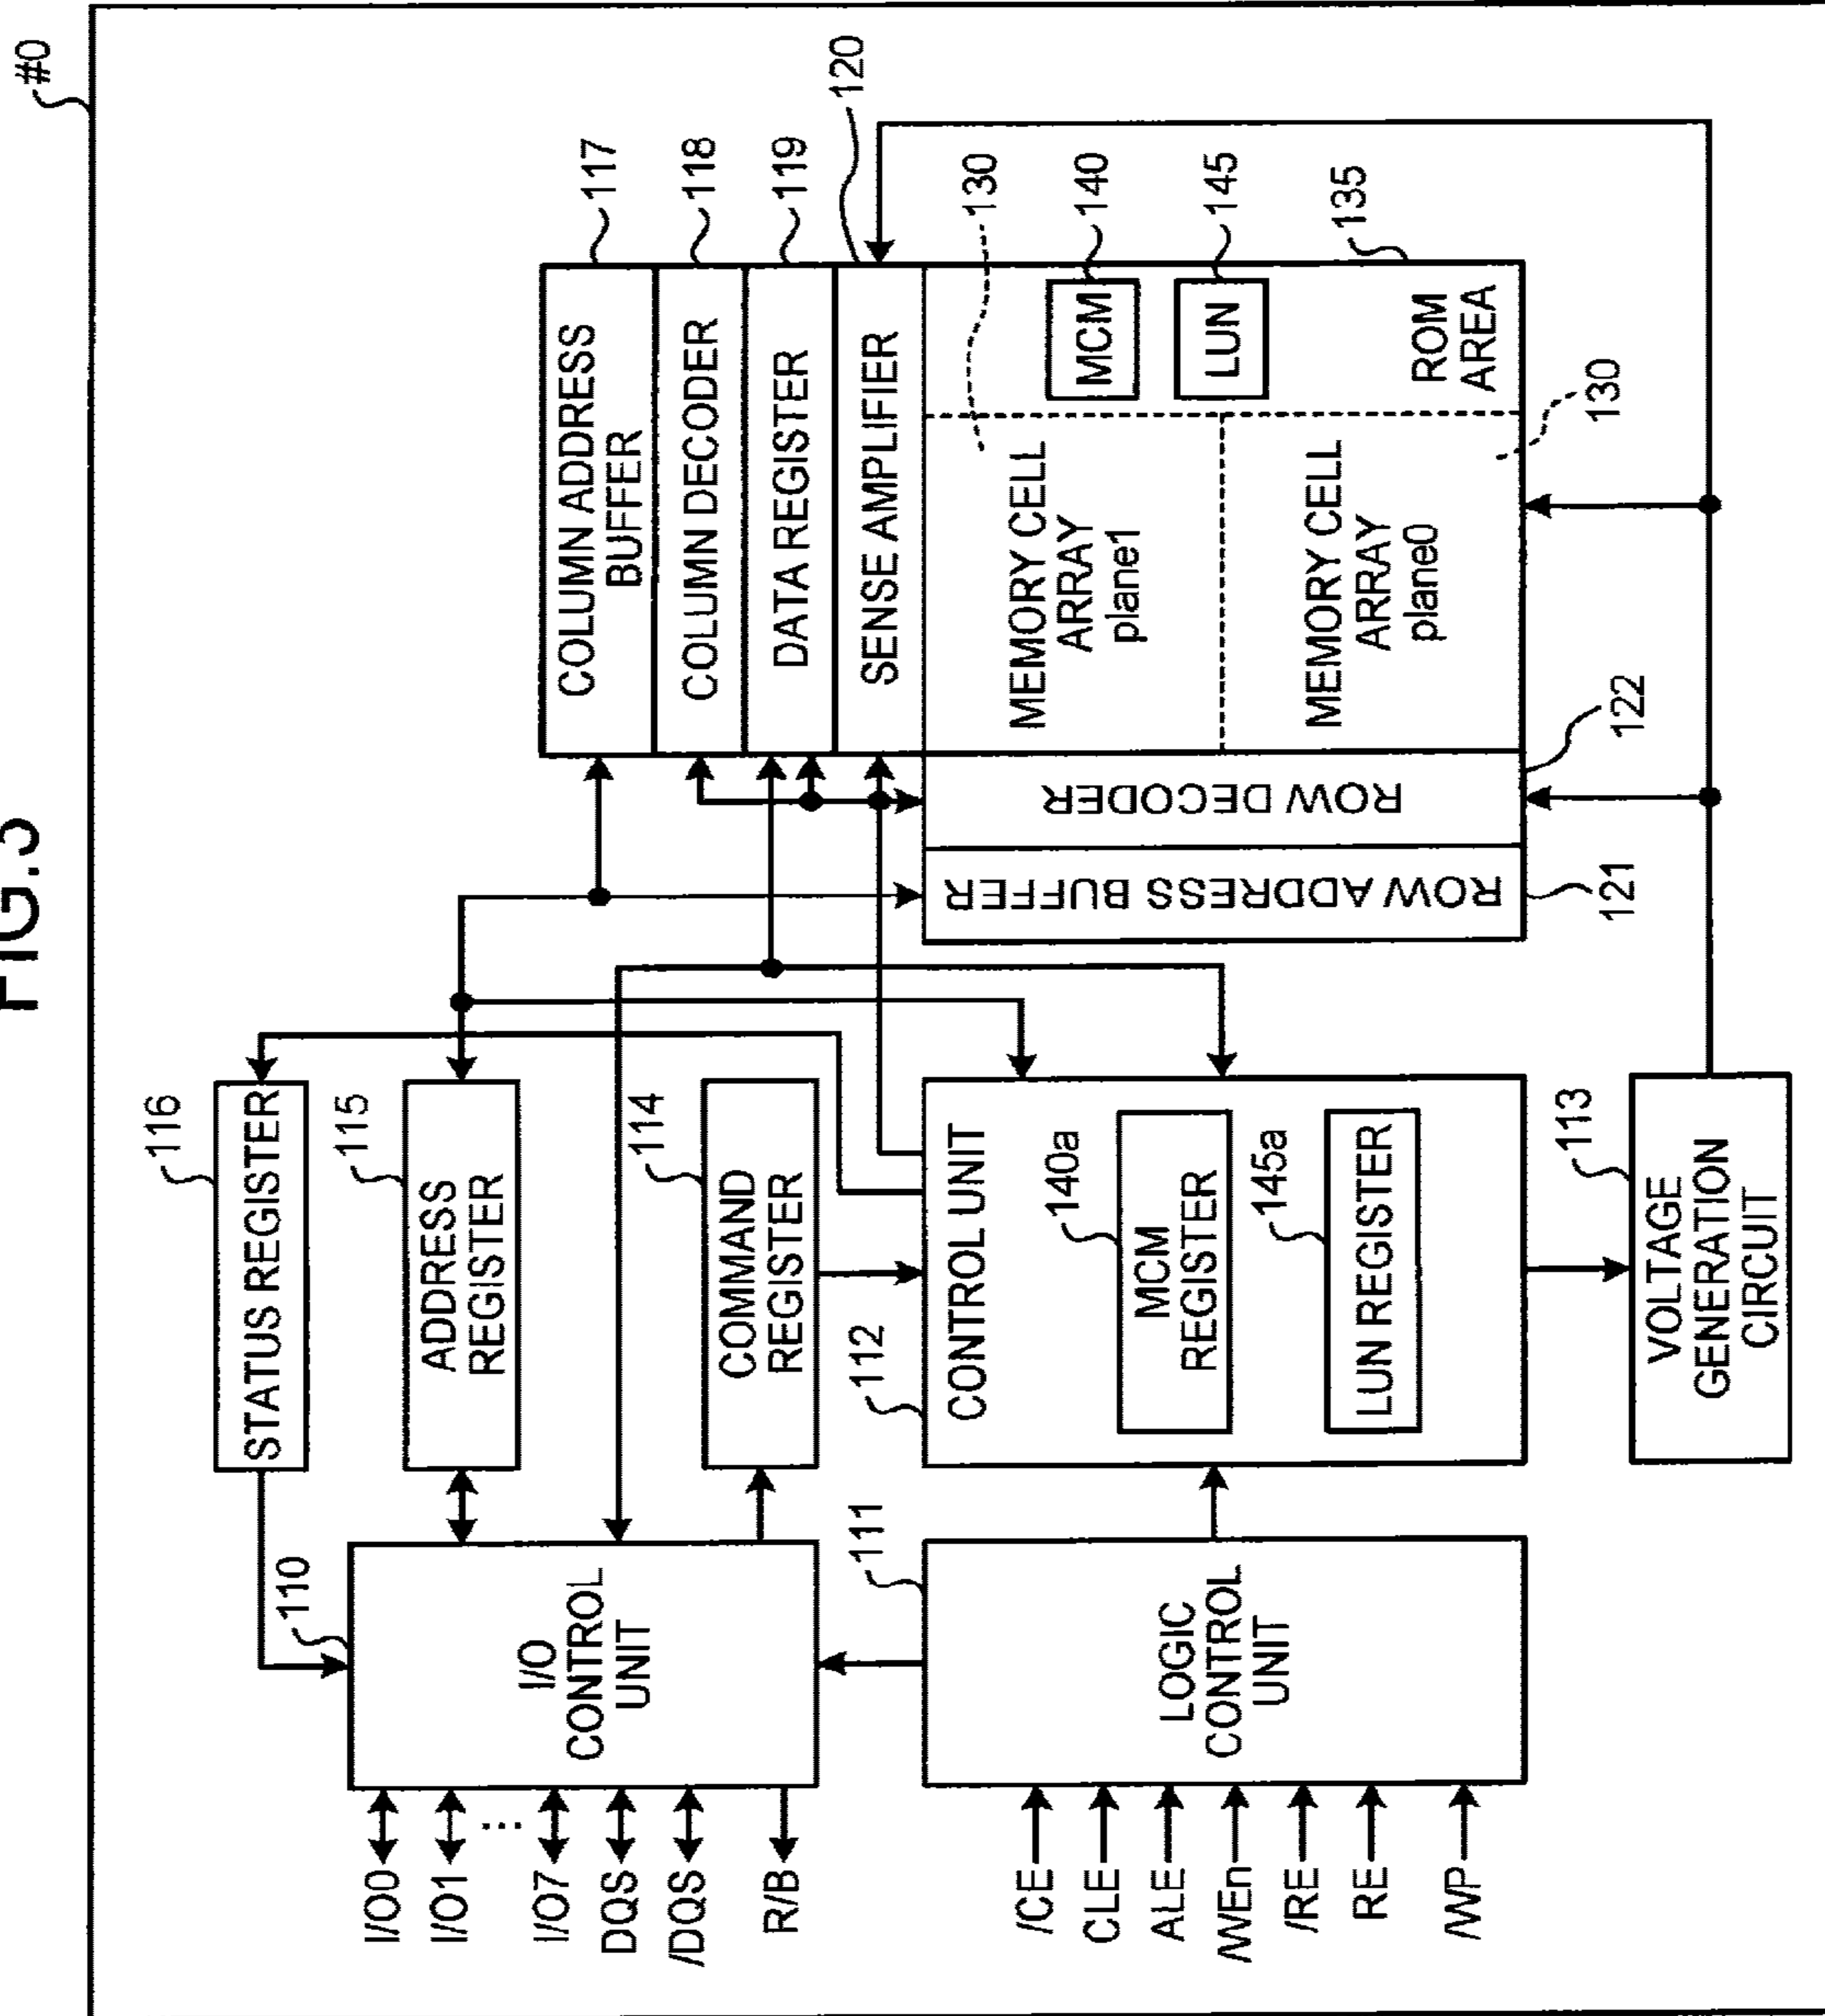 FIG.3
#0
116
STATUS REGISTER
115
ADDRESS
REGISTER
114
COMMAND
REGISTER
110
I/O
CONTROL
UNIT
I/O0
I/O1
...
I/O7
DQS
/DQS
R/B
111
LOGIC
CONTROL
UNIT
/CE
CLE
ALE
/WEn
/RE
RE
/WP
112
CONTROL UNIT
140a
MCM
REGISTER
145a
LUN REGISTER
113
VOLTAGE
GENERATION
CIRCUIT
COLUMN ADDRESS
BUFFER
117
COLUMN DECODER
118
DATA REGISTER
119
SENSE AMPLIFIER
120
ROW ADDRESS BUFFER
121
ROW DECODER
122
MEMORY CELL
ARRAY
plane1
130
MEMORY CELL
ARRAY
plane0
130
MCM
140
LUN
145
ROM
AREA
135